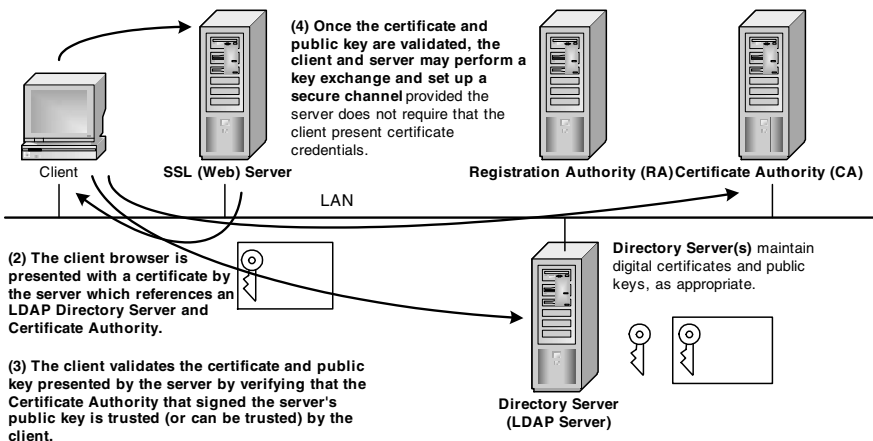 (4) Once the certificate and
public key are validated, the
client and server may perform a
key exchange and set up a
secure channel provided the
server does not require that the
client present certificate
credentials.
Client
SSL (Web) Server
Registration Authority (RA)
Certificate Authority (CA)
LAN
(2) The client browser is
presented with a certificate by
the server which references an
LDAP Directory Server and
Certificate Authority.
Directory Server(s) maintain
digital certificates and public
keys, as appropriate.
(3) The client validates the certificate and public
key presented by the server by verifying that the
Certificate Authority that signed the server's
public key is trusted (or can be trusted) by the
client.
Directory Server
(LDAP Server)